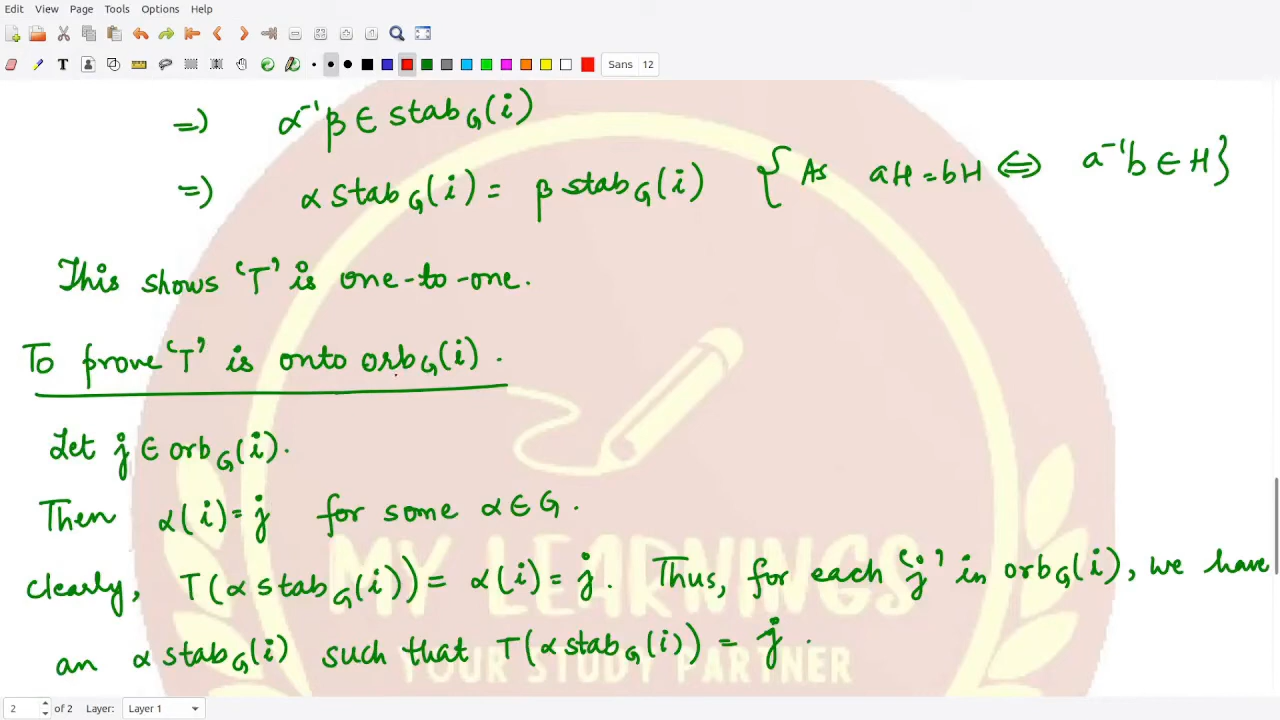 Edit View Page Tools Options Help
Sans 12
=> α⁻¹β ∈ stab_G(i)
=> α stab_G(i) = β stab_G(i) { As aH = bH ⇔ a⁻¹b ∈ H }
This shows 'T' is one-to-one.
To prove 'T' is onto orb_G(i).
Let j ∈ orb_G(i).
Then α(i) = j for some α ∈ G.
clearly, T(α stab_G(i)) = α(i) = j. Thus, for each 'j' in orb_G(i), we have
an α stab_G(i) such that T(α stab_G(i)) = j.
MY LEARNINGS
YOUR STUDY PARTNER
2 of 2 Layer: Layer 1